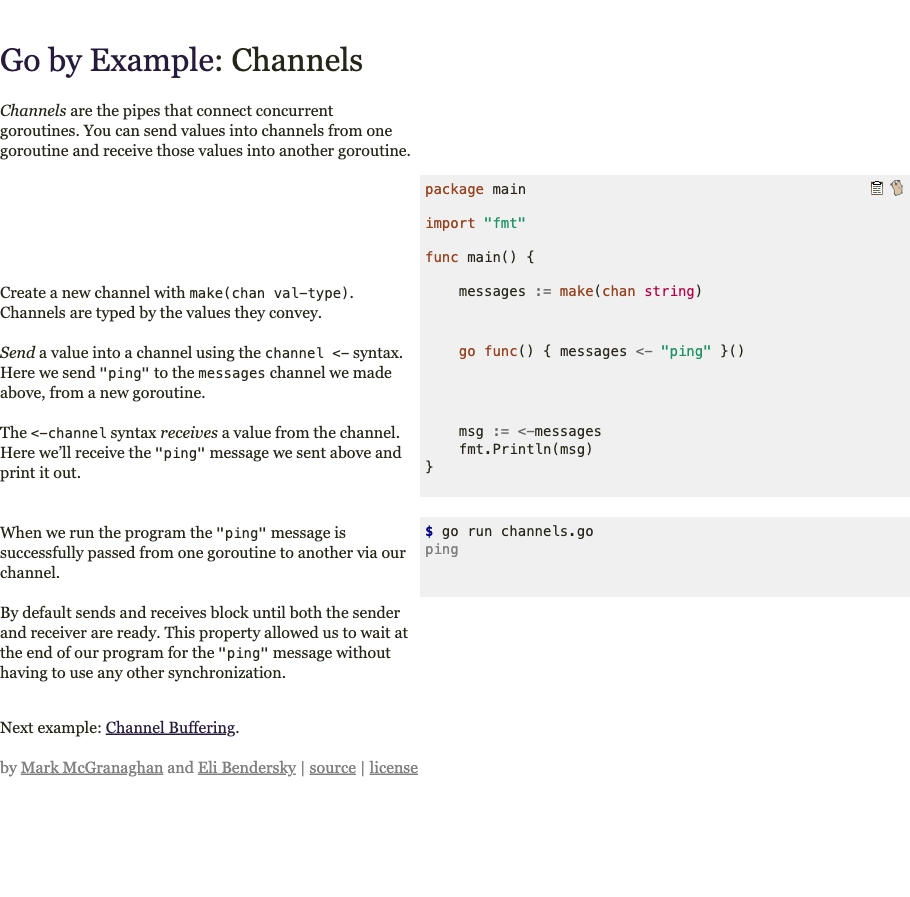 Go by Example: Channels
Channels are the pipes that connect concurrent
goroutines. You can send values into channels from one
goroutine and receive those values into another goroutine.
package main
import "fmt"
func main() {
Create a new channel with make(chan val-type).
Channels are typed by the values they convey.
messages := make(chan string)
Send a value into a channel using the channel <- syntax.
Here we send "ping" to the messages channel we made
above, from a new goroutine.
go func() { messages <- "ping" }()
The <-channel syntax receives a value from the channel.
Here we’ll receive the "ping" message we sent above and
print it out.
msg := <-messages
fmt.Println(msg)
}
When we run the program the "ping" message is
successfully passed from one goroutine to another via our
channel.
$ go run channels.go
ping
By default sends and receives block until both the sender
and receiver are ready. This property allowed us to wait at
the end of our program for the "ping" message without
having to use any other synchronization.
Next example: Channel Buffering.
by Mark McGranaghan and Eli Bendersky | source | license